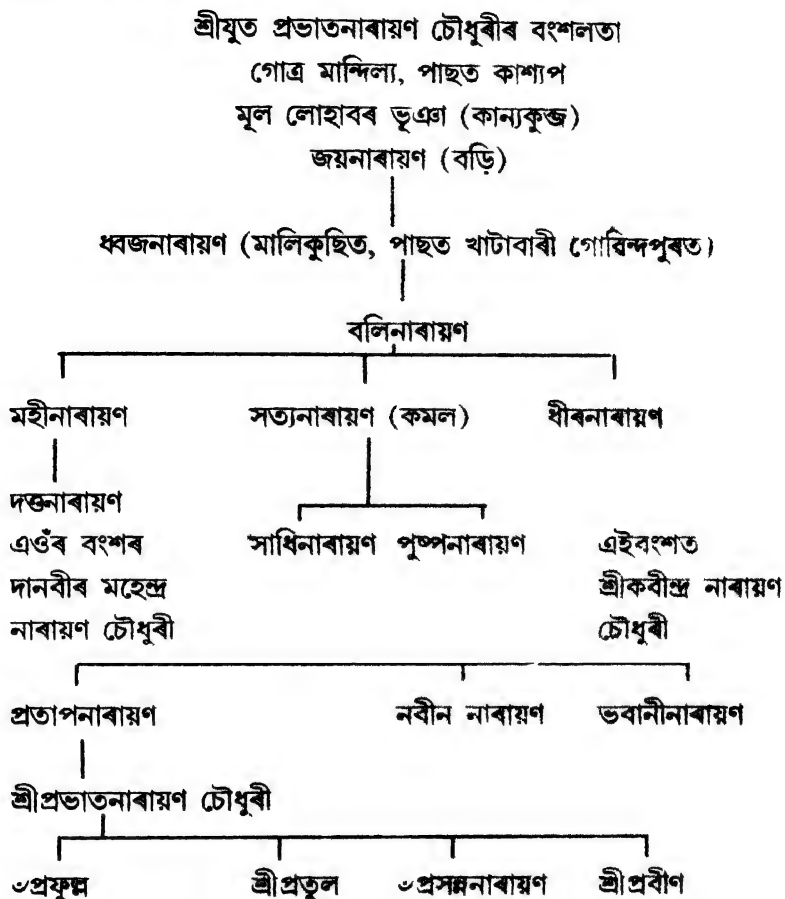 শ্ৰীযুত প্ৰভাতনাৰায়ণ চৌধুৰীৰ বংশলতা
গোত্ৰ মান্দিল্য, পাছত কাশ্যপ
মূল লোহাবৰ ভূঞা (কান্যকুব্জ)
জয়নাৰায়ণ (বড়ি)
ধ্বজনাৰায়ণ (মালিকুছিত, পাছত খাটাবাৰী গোৱিন্দপুৰত)
বলিনাৰায়ণ
মহীনাৰায়ণ সত্যনাৰায়ণ (কমল) ধীৰনাৰায়ণ
দত্তনাৰায়ণ
এওঁৰ বংশৰ সাধিনাৰায়ণ পুষ্পনাৰায়ণ এইবংশত
দানবীৰ মহেন্দ্ৰ শ্ৰীকবীন্দ্ৰ নাৰায়ণ
নাৰায়ণ চৌধুৰী চৌধুৰী
প্ৰতাপনাৰায়ণ নবীন নাৰায়ণ ভবানীনাৰায়ণ
শ্ৰীপ্ৰভাতনাৰায়ণ চৌধুৰী
৺প্ৰফুল্ল শ্ৰীপ্ৰতুল ৺প্ৰসন্ননাৰায়ণ শ্ৰীপ্ৰবীণ